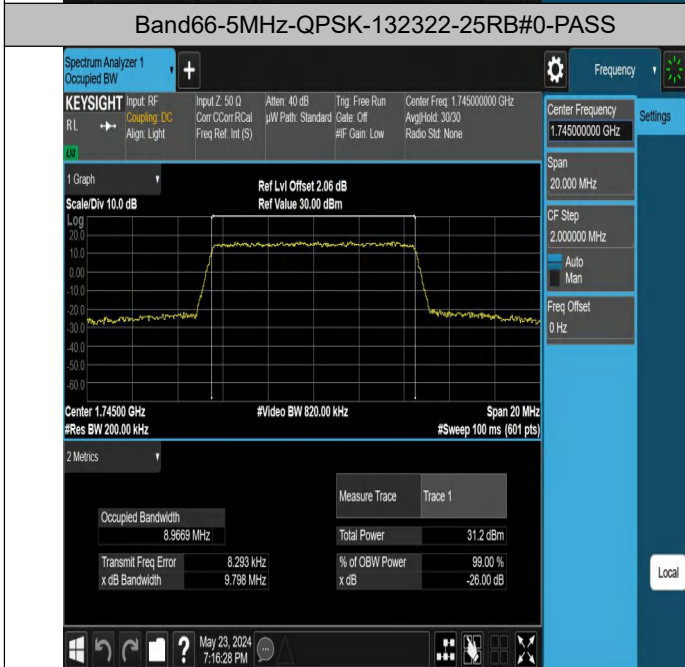 Band66-5MHz-QPSK-132322-25RB#0-PASS
Spectrum Analyzer 1
Occupied BW
+
Frequency
KEYSIGHT
RL
LXI
Input: RF
Coupling: DC
Align: Light
Input Z: 50 Ω
Corr CCorr RCal
Freq Ref: Int (S)
Atten: 40 dB
µW Path: Standard
Trig: Free Run
Gate: Off
#IF Gain: Low
Center Freq: 1.745000000 GHz
Avg|Hold: 30/30
Radio Std: None
Center Frequency
1.745000000 GHz
Settings
Span
20.000 MHz
CF Step
2.000000 MHz
Auto
Man
Freq Offset
0 Hz
1 Graph
Scale/Div 10.0 dB
Ref Lvl Offset 2.06 dB
Ref Value 30.00 dBm
Log
20.0
10.0
0.00
-10.0
-20.0
-30.0
-40.0
-50.0
-60.0
Center 1.74500 GHz
#Video BW 820.00 kHz
Span 20 MHz
#Res BW 200.00 kHz
#Sweep 100 ms (601 pts)
2 Metrics
Measure Trace
Trace 1
Occupied Bandwidth
8.9669 MHz
Total Power
31.2 dBm
Transmit Freq Error
8.293 kHz
% of OBW Power
99.00 %
x dB Bandwidth
9.798 MHz
x dB
-26.00 dB
Local
?
May 23, 2024
7:16:28 PM